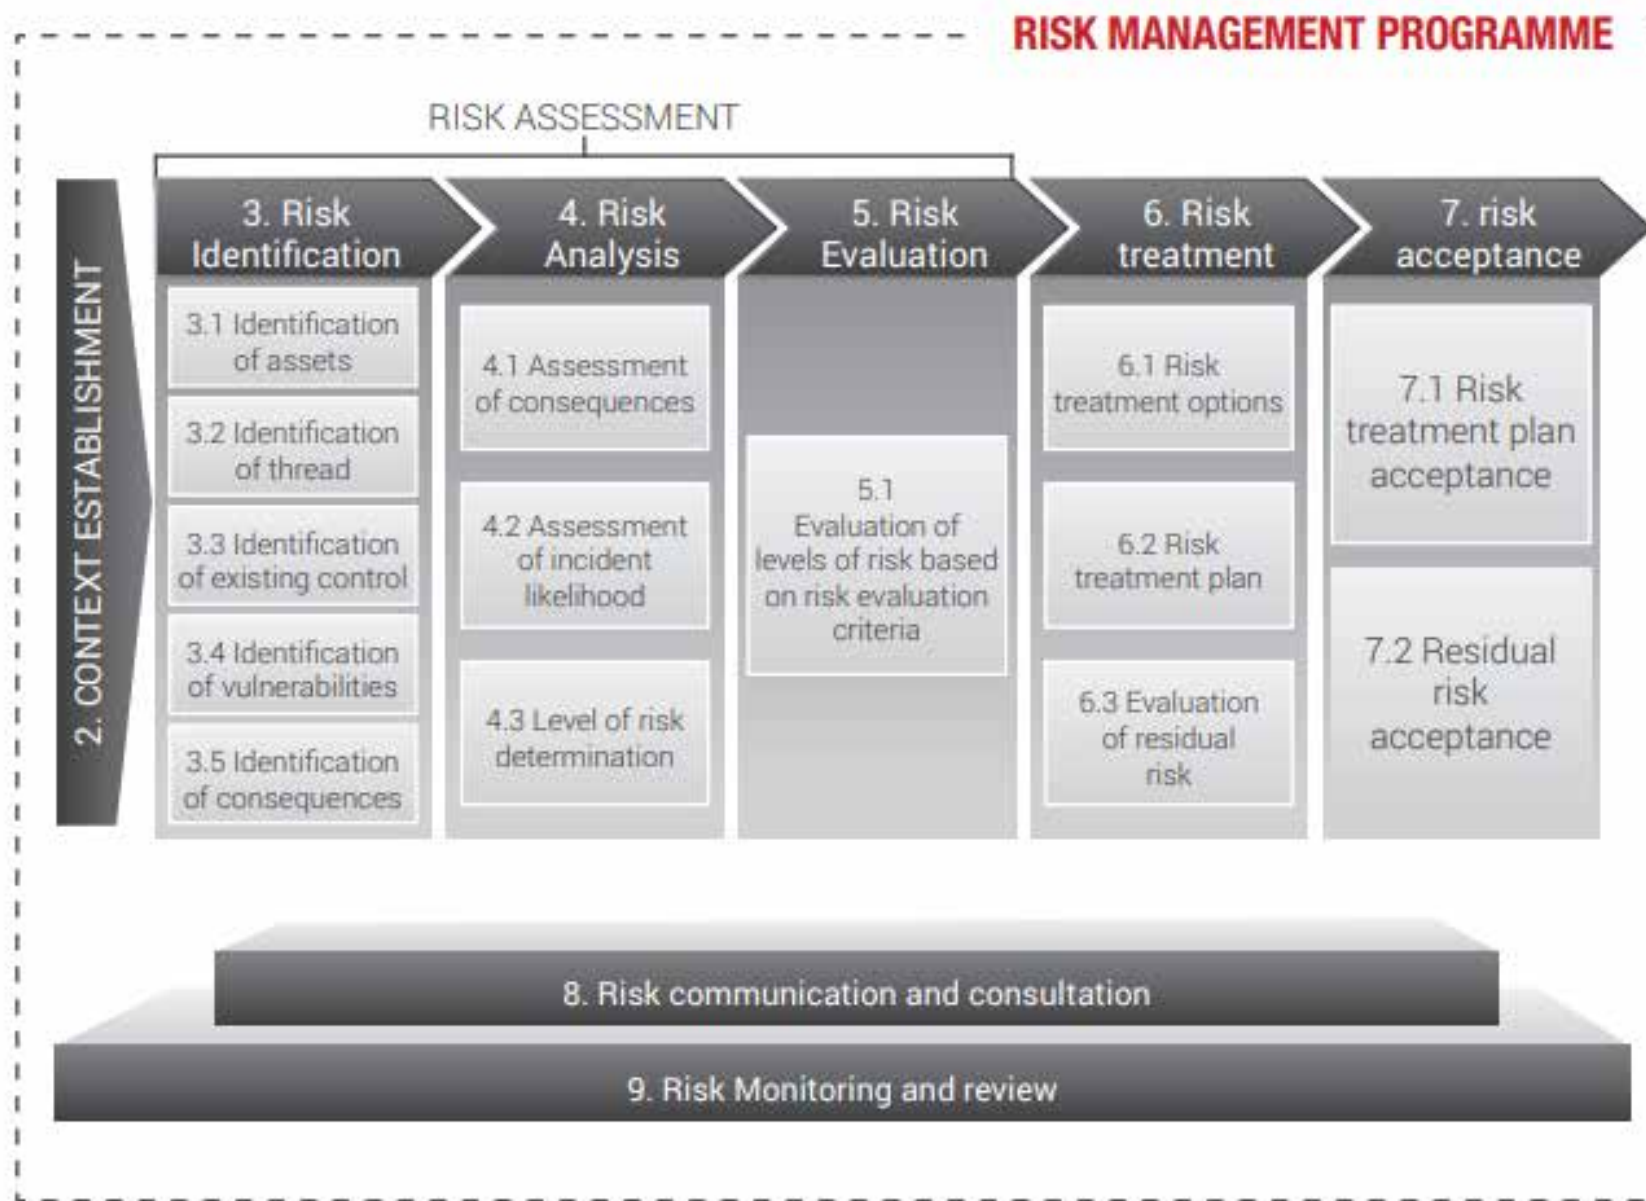 RISK MANAGEMENT PROGRAMME
RISK ASSESSMENT
2. CONTEXT ESTABLISHMENT
3. Risk
Identification
3.1 Identification
of assets
3.2 Identification
of thread
3.3 Identification
of existing control
3.4 Identification
of vulnerabilities
3.5 Identification
of consequences
4. Risk
Analysis
4.1 Assessment
of consequences
4.2 Assessment
of incident
likelihood
4.3 Level of risk
determination
5. Risk
Evaluation
5.1
Evaluation of
levels of risk based
on risk evaluation
criteria
6. Risk
treatment
6.1 Risk
treatment options
6.2 Risk
treatment plan
6.3 Evaluation
of residual
risk
7. risk
acceptance
7.1 Risk
treatment plan
acceptance
7.2 Residual
risk
acceptance
8. Risk communication and consultation
9. Risk Monitoring and review